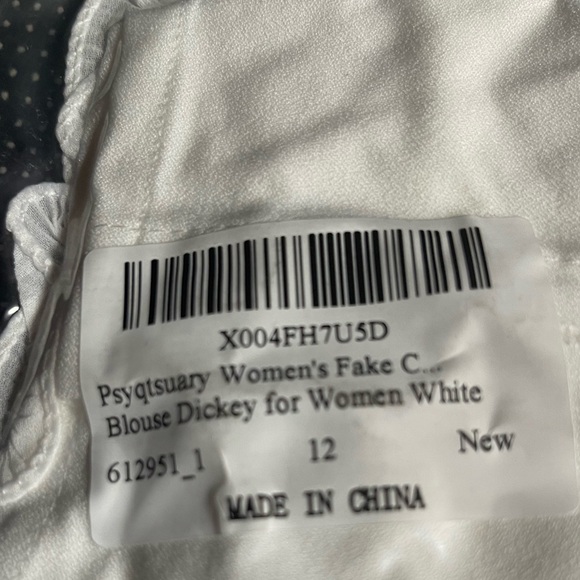 X004FH7U5D
Psyqtsuary Women's Fake C...
Blouse Dickey for Women White
612951_1 12 New
MADE IN CHINA